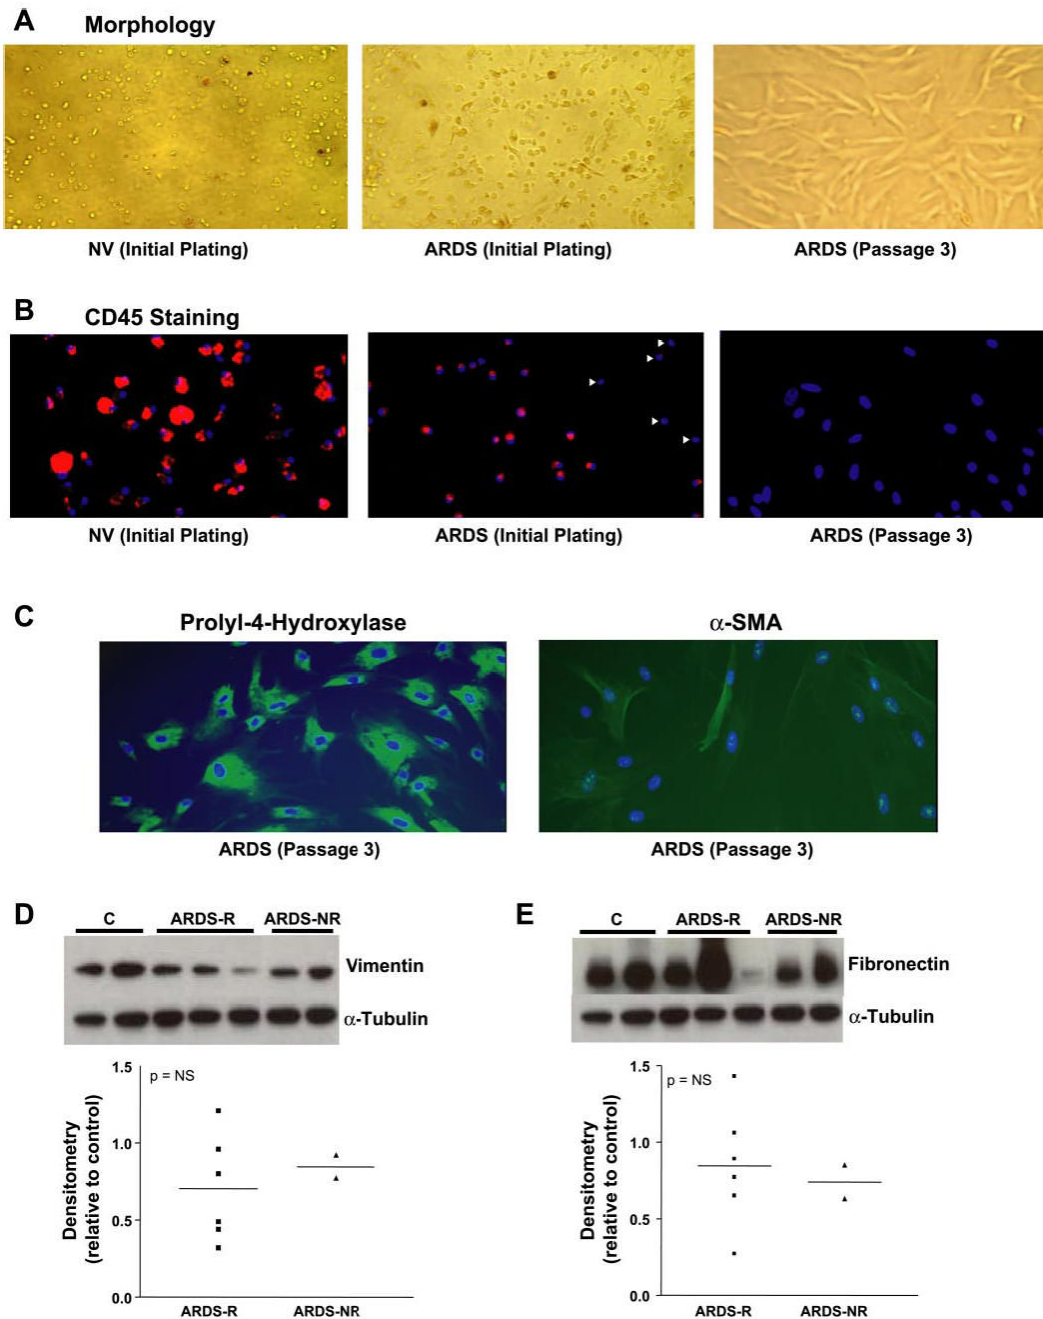 A Morphology
NV (Initial Plating)
ARDS (Initial Plating)
ARDS (Passage 3)
B CD45 Staining
NV (Initial Plating)
ARDS (Initial Plating)
ARDS (Passage 3)
C
Prolyl-4-Hydroxylase
α-SMA
ARDS (Passage 3)
ARDS (Passage 3)
D
C ARDS-R ARDS-NR
Vimentin
α-Tubulin
1.5
p = NS
1.0
0.5
0.0
Densitometry
(relative to control)
ARDS-R ARDS-NR
E
C ARDS-R ARDS-NR
Fibronectin
α-Tubulin
1.5
p = NS
1.0
0.5
0.0
Densitometry
(relative to control)
ARDS-R ARDS-NR